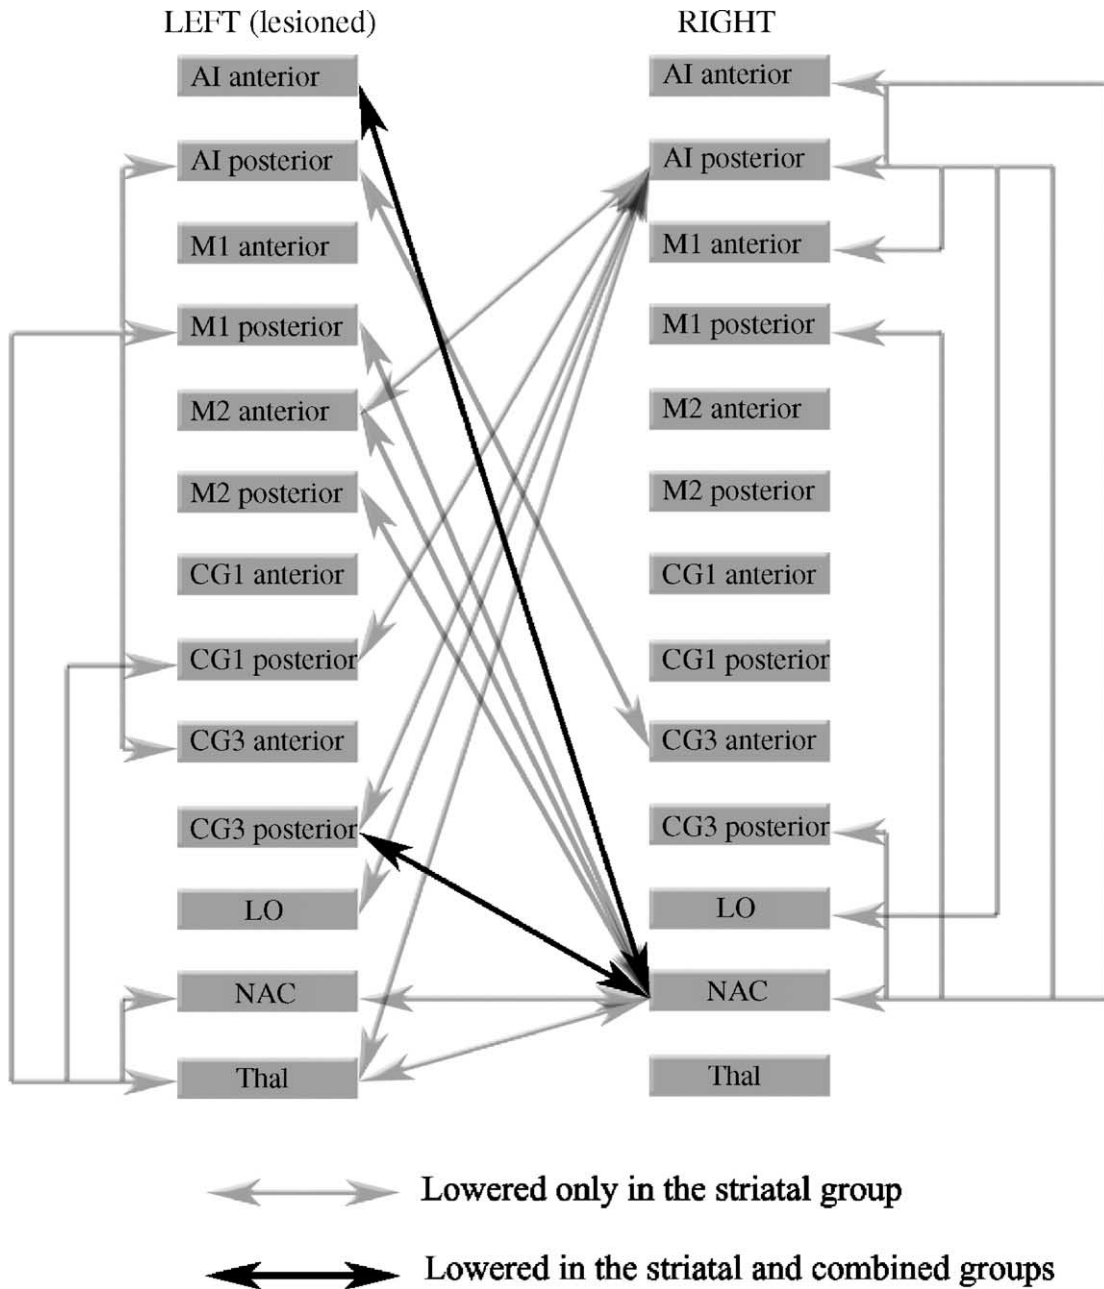 LEFT (lesioned) RIGHT
AI anterior AI anterior
AI posterior AI posterior
M1 anterior M1 anterior
M1 posterior M1 posterior
M2 anterior M2 anterior
M2 posterior M2 posterior
CG1 anterior CG1 anterior
CG1 posterior CG1 posterior
CG3 anterior CG3 anterior
CG3 posterior CG3 posterior
LO LO
NAC NAC
Thal Thal
Lowered only in the striatal group
Lowered in the striatal and combined groups